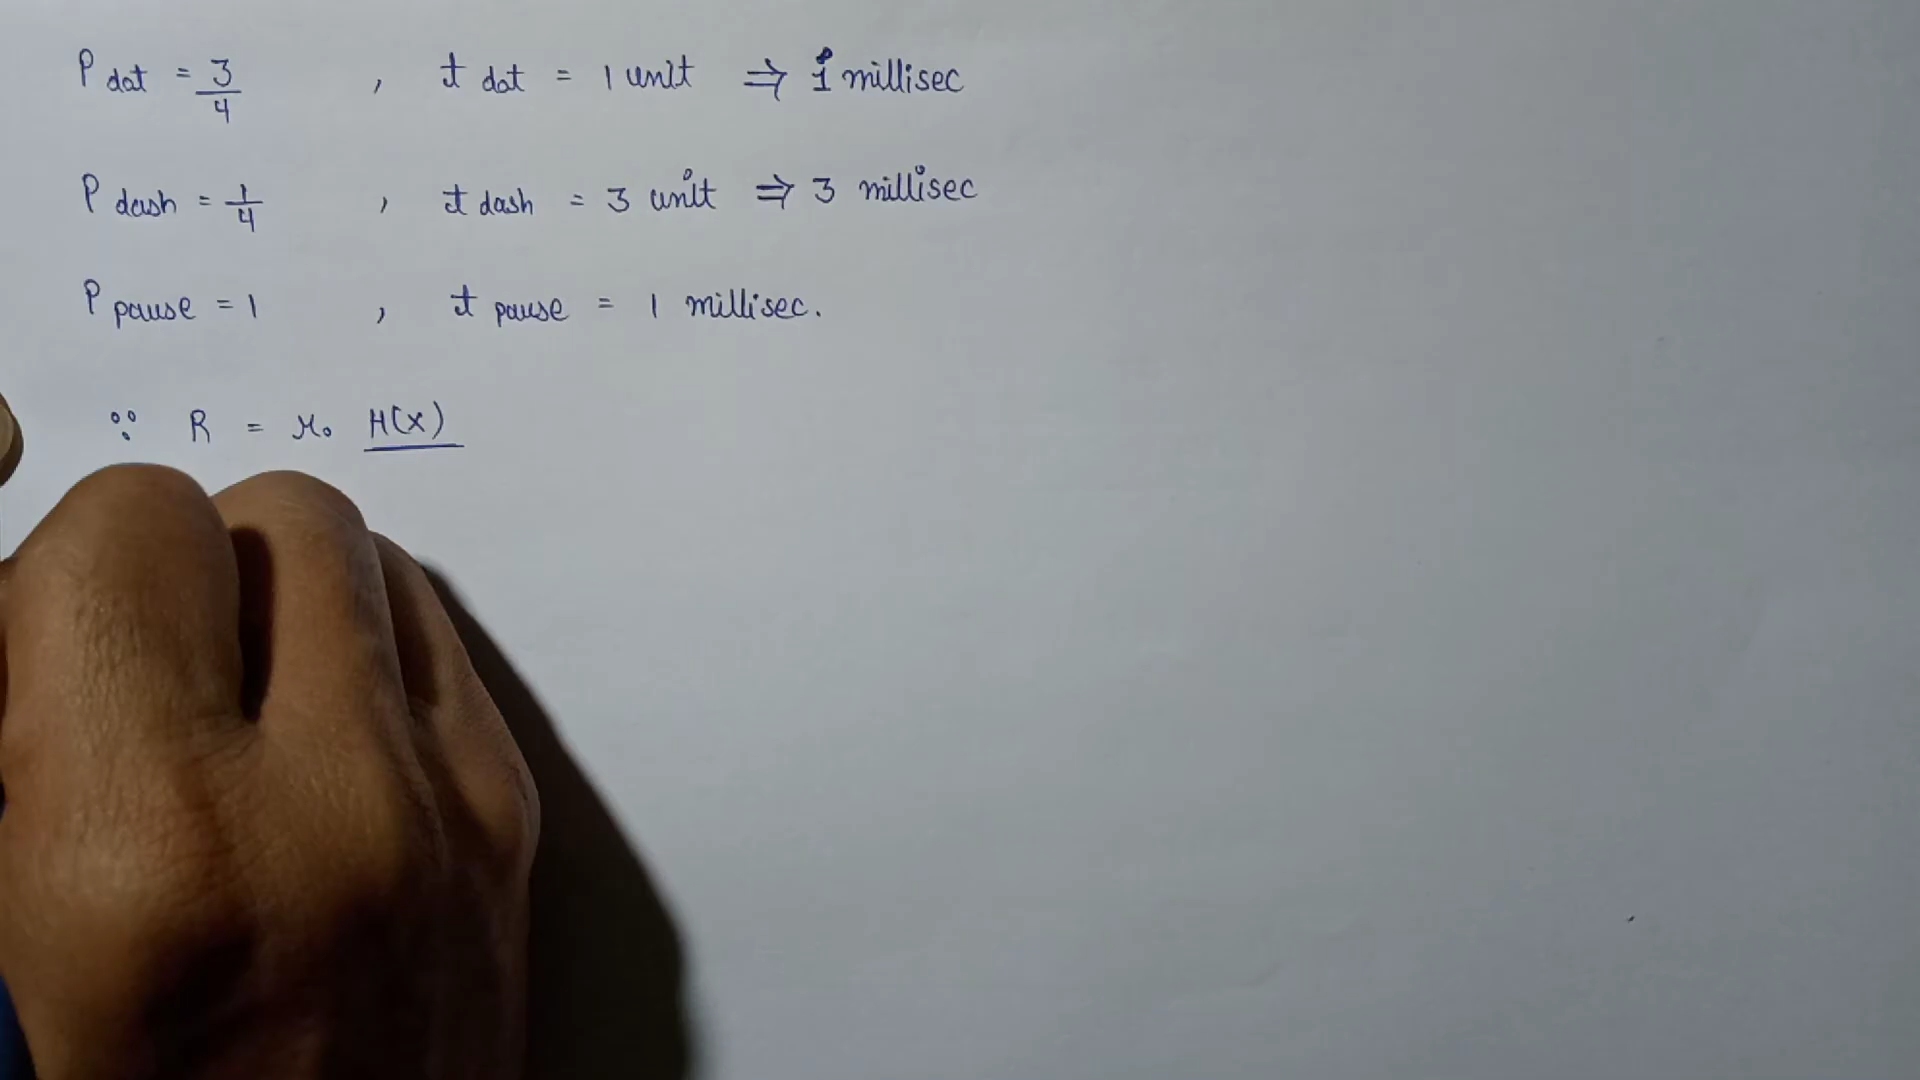 P dot = 3/4 , t dot = 1 unit ⇒ 1 millisec
P dash = 1/4 , t dash = 3 unit ⇒ 3 millisec
P pause = 1 , t pause = 1 millisec.
∵ R = r₀ H(X)